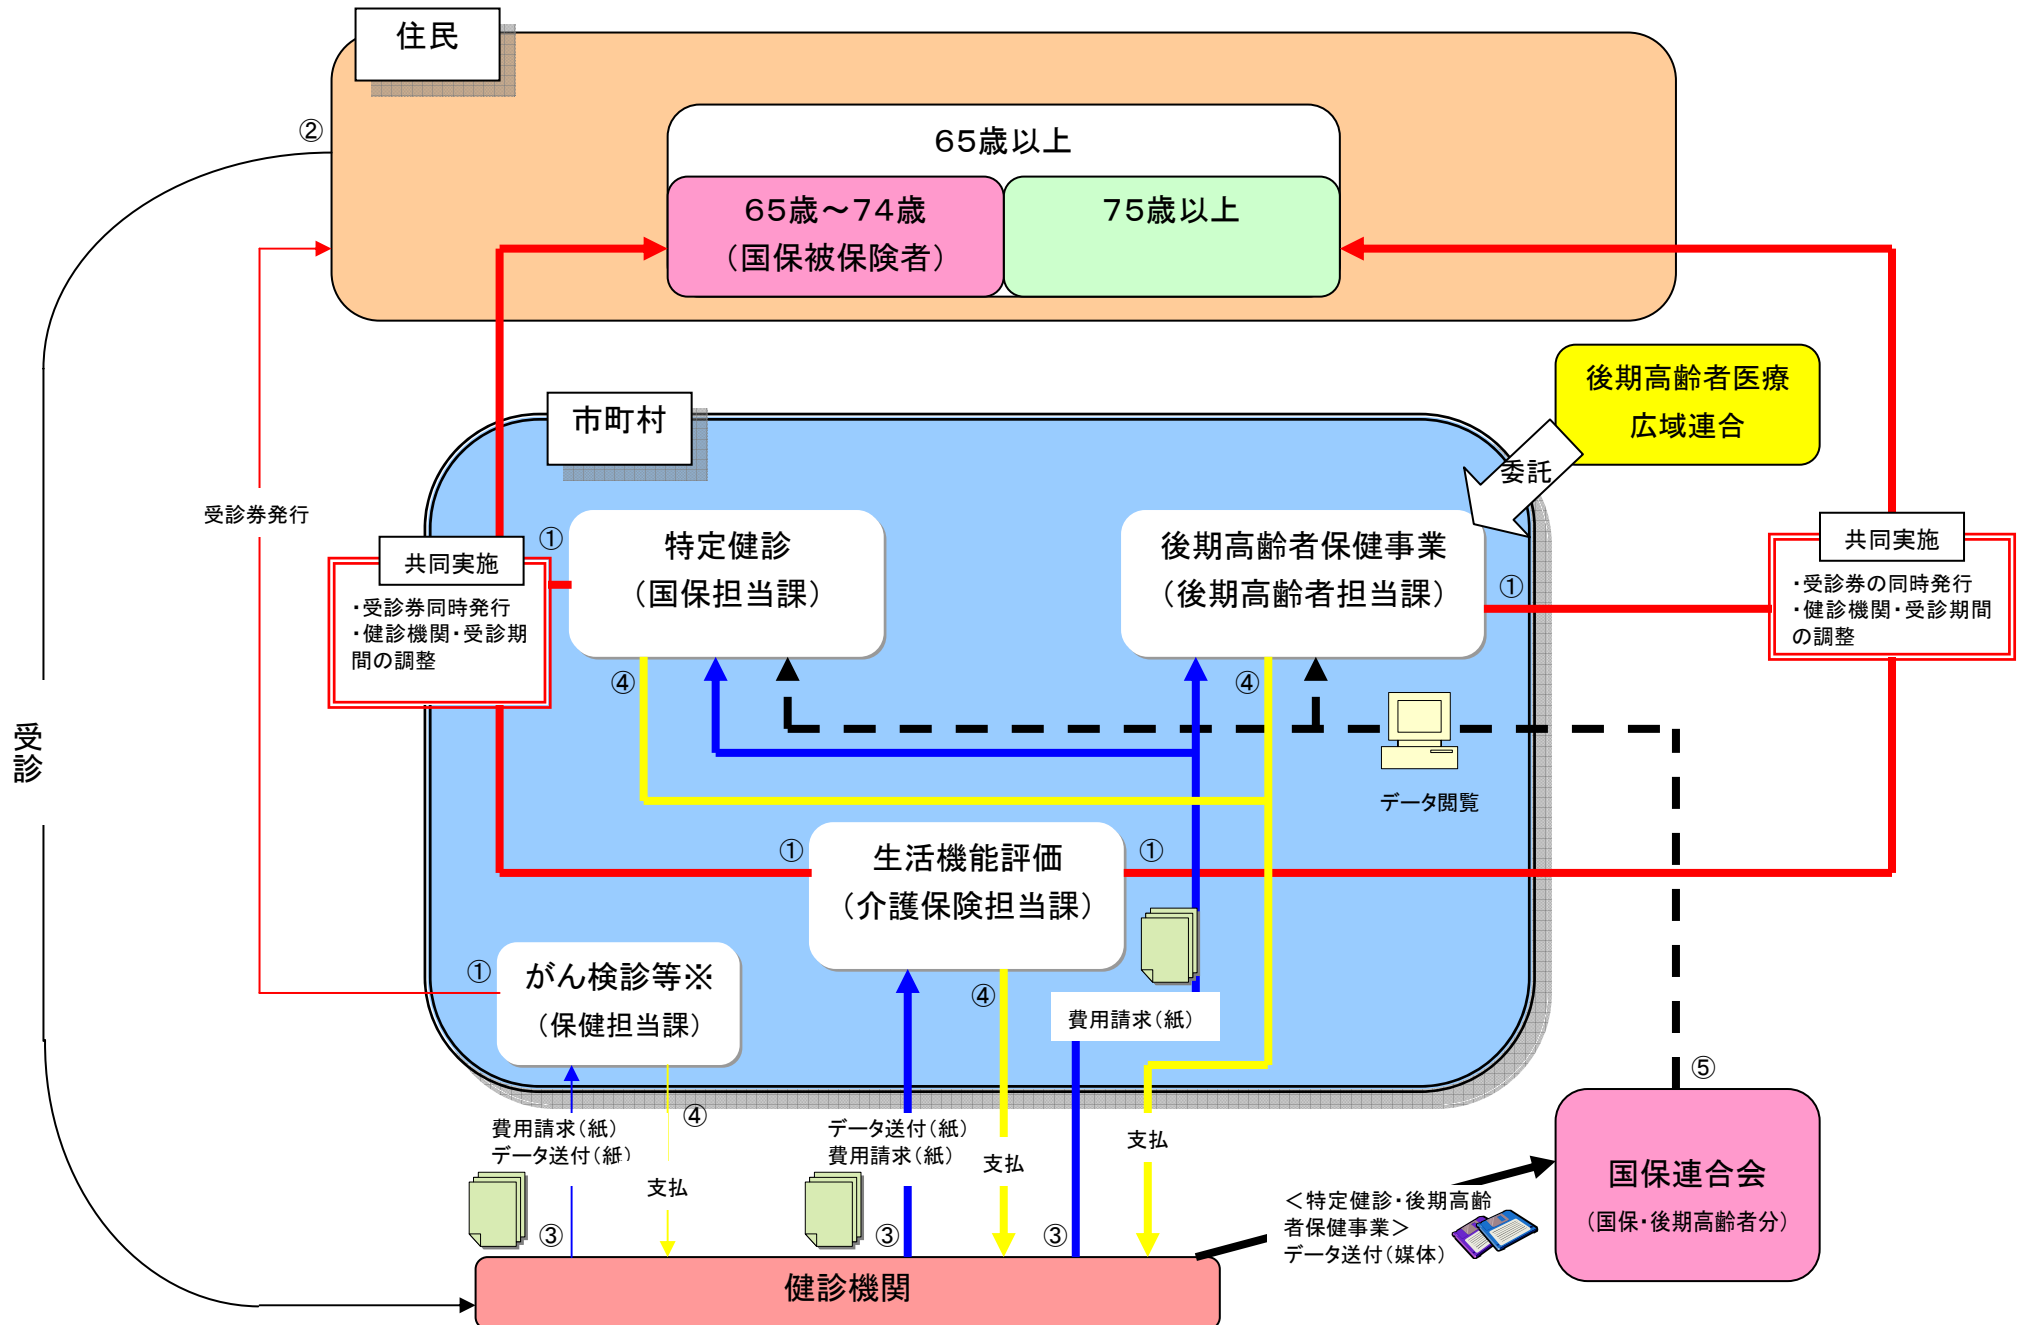 住民
②
65歳以上
65歳～74歳
（国保被保険者）
75歳以上
後期高齢者医療
広域連合
市町村
委託
受診券発行
共同実施
・受診券同時発行
・健診機関・受診期
間の調整
①
特定健診
（国保担当課）
後期高齢者保健事業
（後期高齢者担当課）
①
共同実施
・受診券の同時発行
・健診機関・受診期間
の調整
④
④
受診
データ閲覧
①
生活機能評価
（介護保険担当課）
①
①
がん検診等※
（保健担当課）
④
費用請求（紙）
⑤
費用請求（紙）
データ送付（紙）
④
支払
データ送付（紙）
費用請求（紙）
支払
支払
③
③
③
＜特定健診・後期高齢
者保健事業＞
データ送付（媒体）
国保連合会
（国保・後期高齢者分）
健診機関